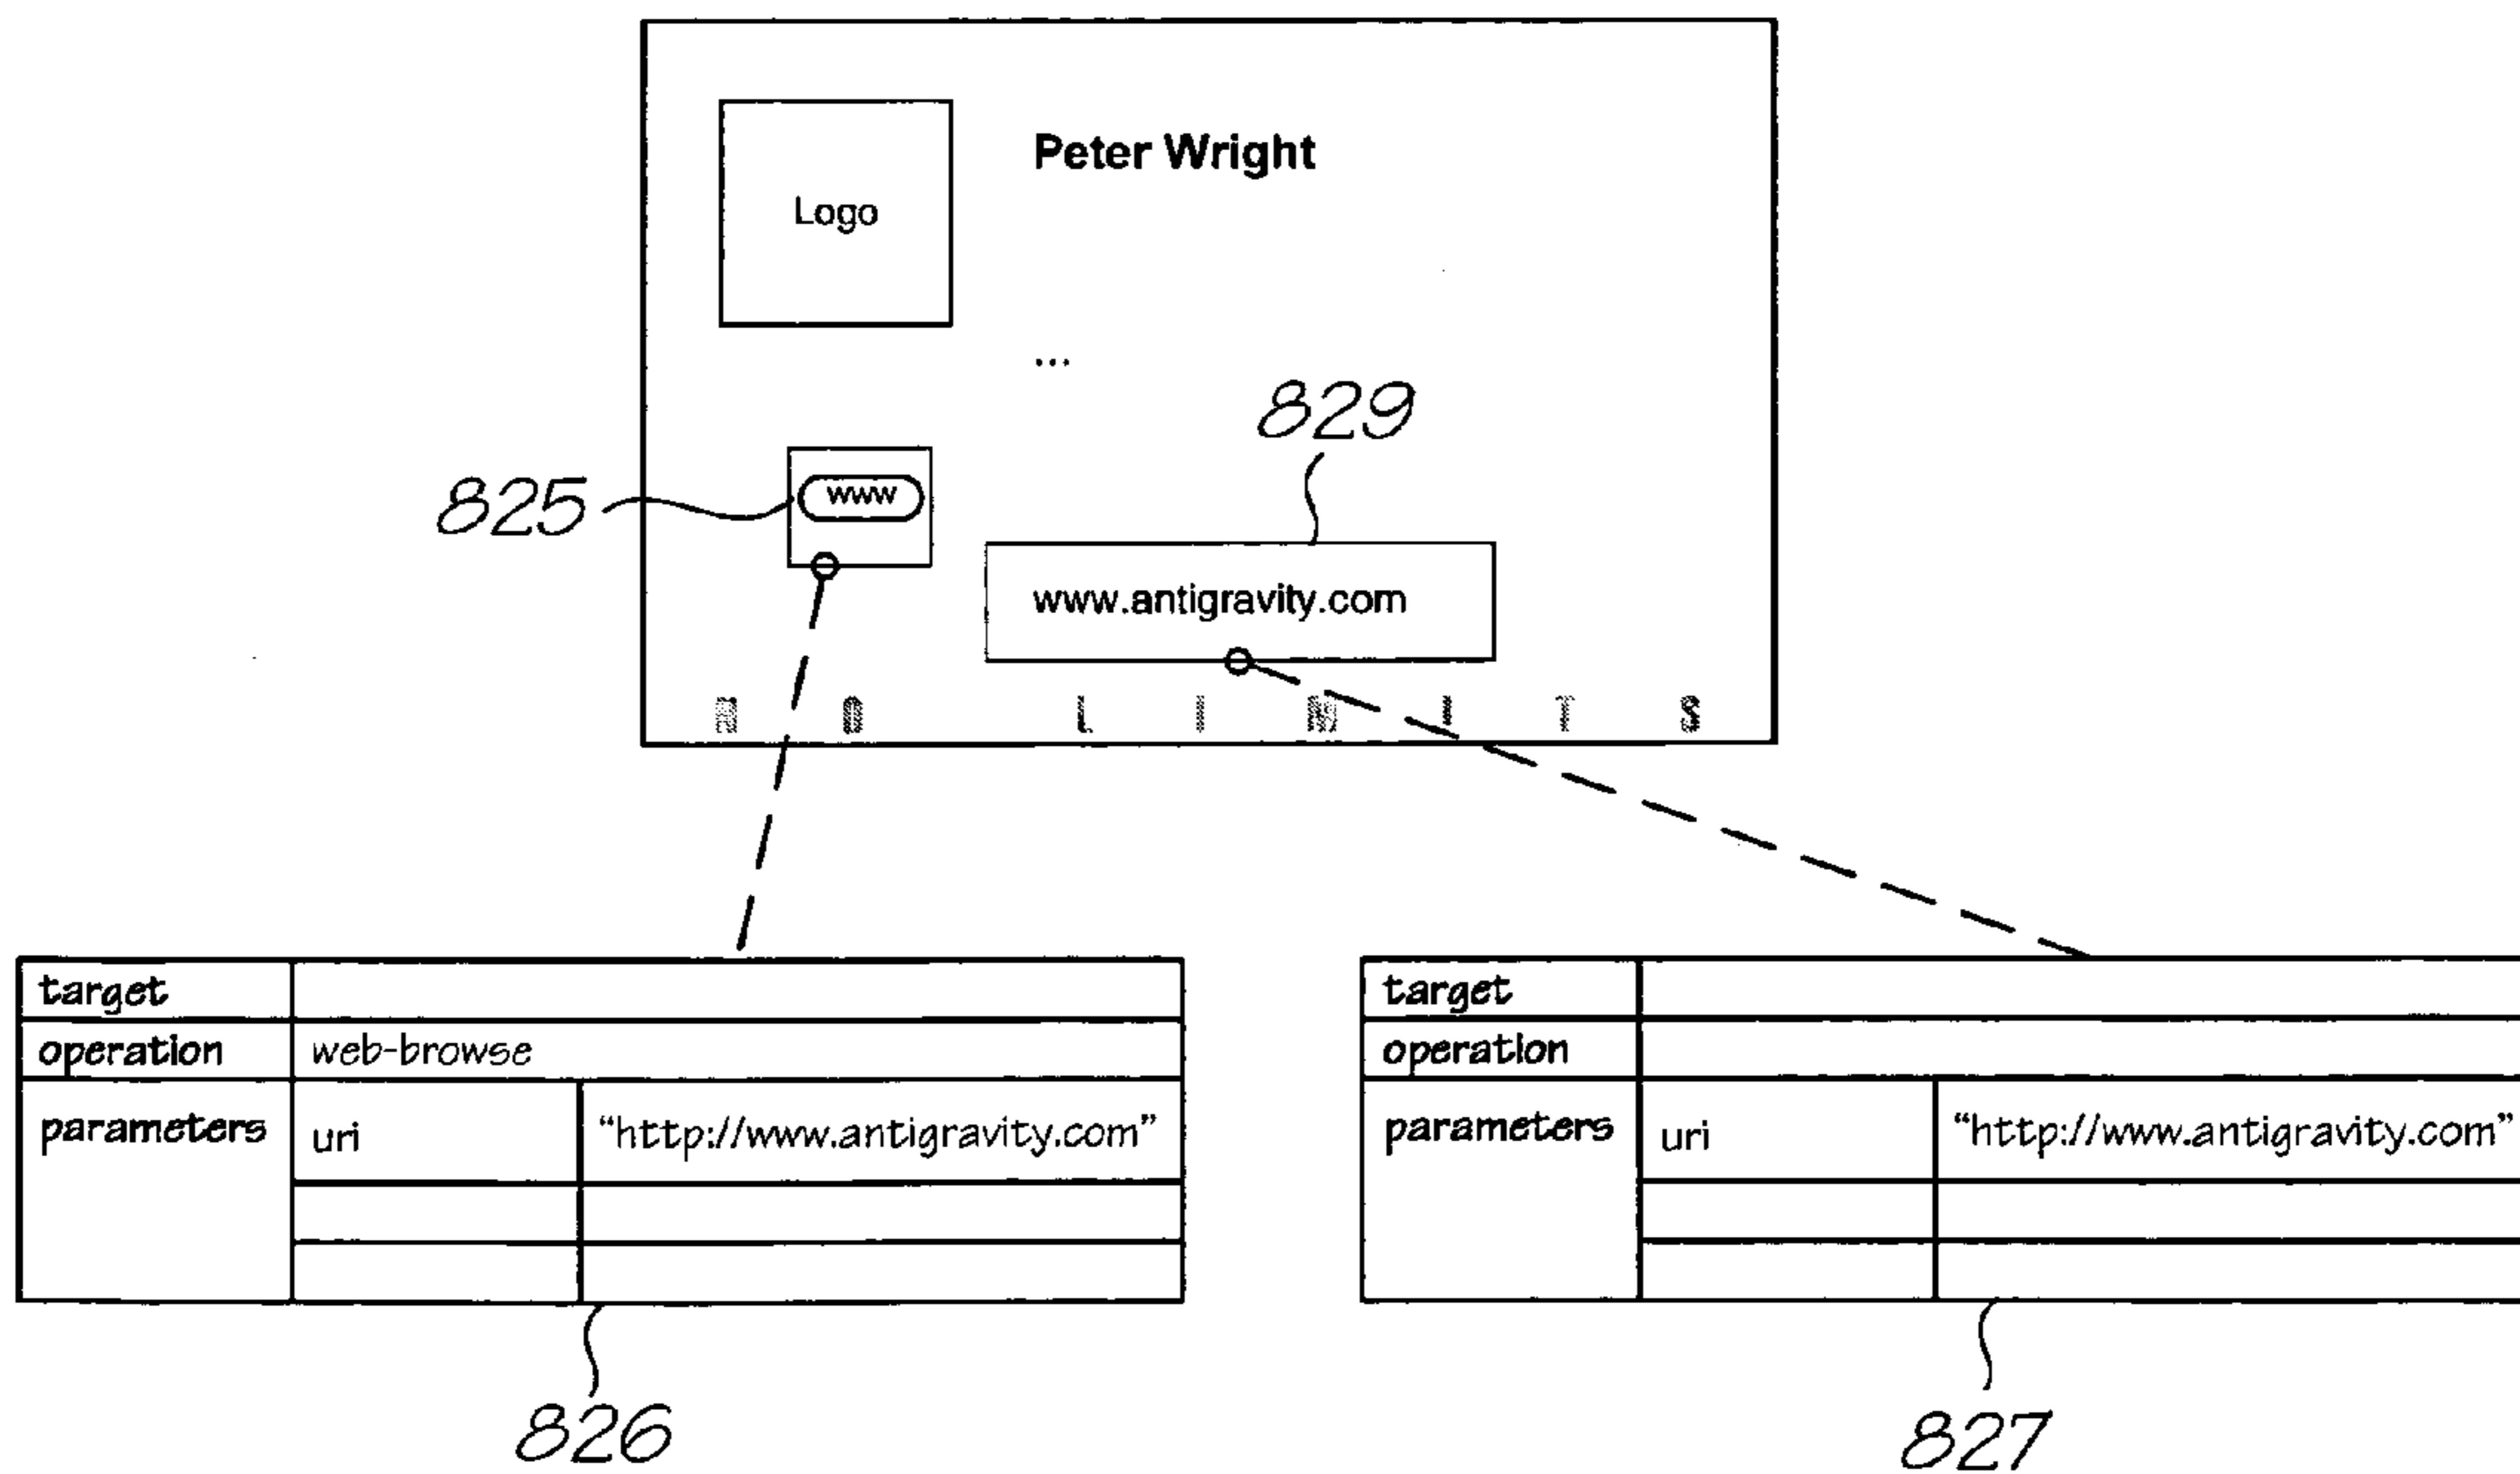 Peter Wright
Logo
...
829
825
www
www.antigravity.com
N O L I M I T S
target
operation web-browse
parameters uri “http://www.antigravity.com”
826
target
operation
parameters uri “http://www.antigravity.com”
827